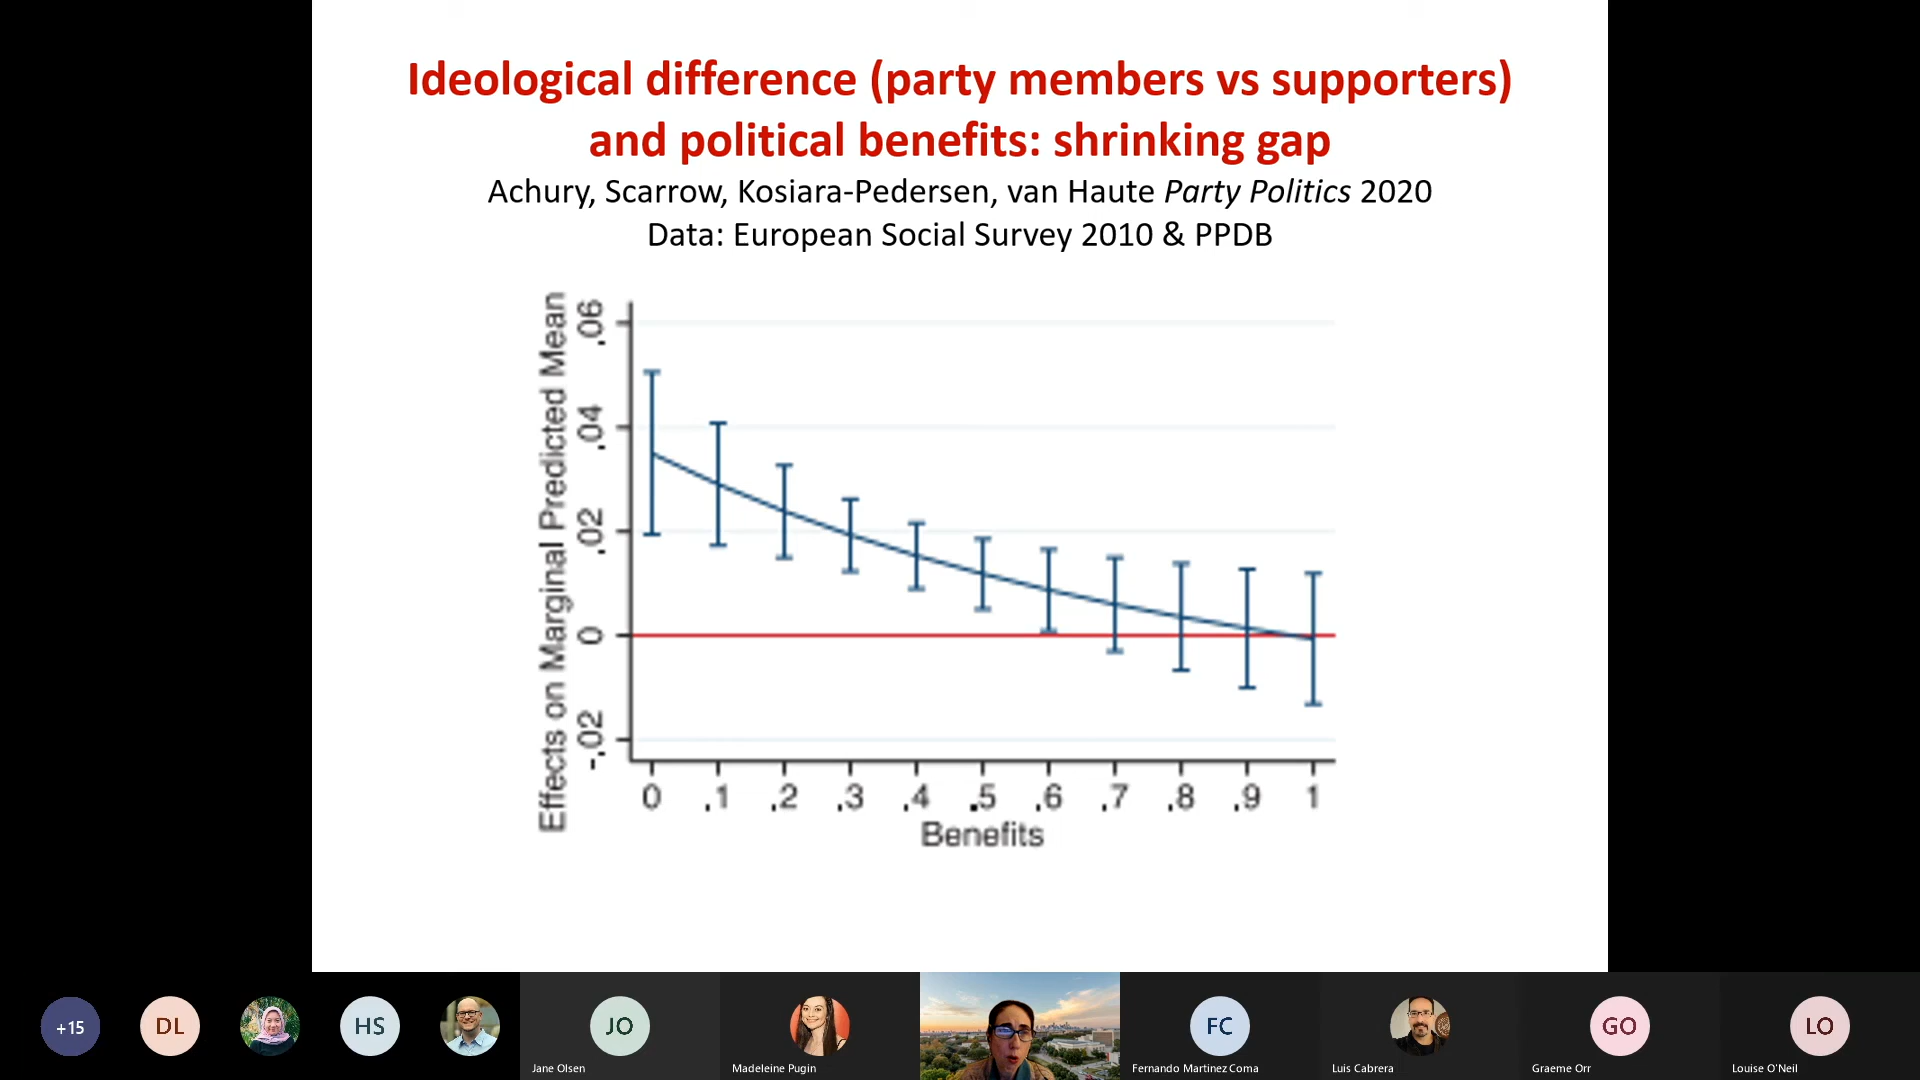 Ideological difference (party members vs supporters)
and political benefits: shrinking gap
Achury, Scarrow, Kosiara-Pedersen, van Haute Party Politics 2020
Data: European Social Survey 2010 & PPDB
Effects on Marginal Predicted Mean
.06
.04
.02
0
-.02
0 .1 .2 .3 .4 .5 .6 .7 .8 .9 1
Benefits
+15
DL
HS
JO
FC
GO
LO
Jane Olsen
Madeleine Pugin
Fernando Martinez Coma
Luis Cabrera
Graeme Orr
Louise O'Neil